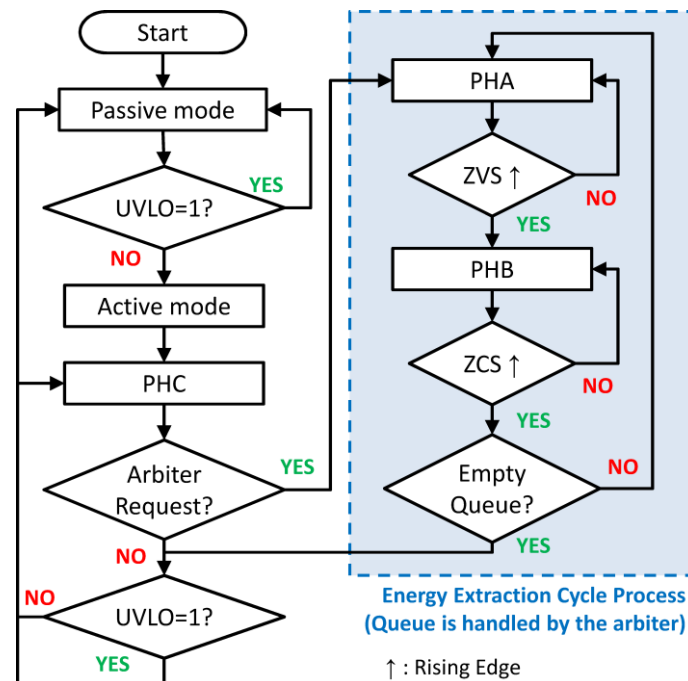 Start
Passive mode
YES
UVLO=1?
NO
Active mode
PHC
YES
Arbiter
Request?
NO
NO
UVLO=1?
YES
PHA
ZVS ↑
NO
YES
PHB
ZCS ↑
NO
YES
Empty
Queue?
NO
YES
Energy Extraction Cycle Process
(Queue is handled by the arbiter)
↑ : Rising Edge